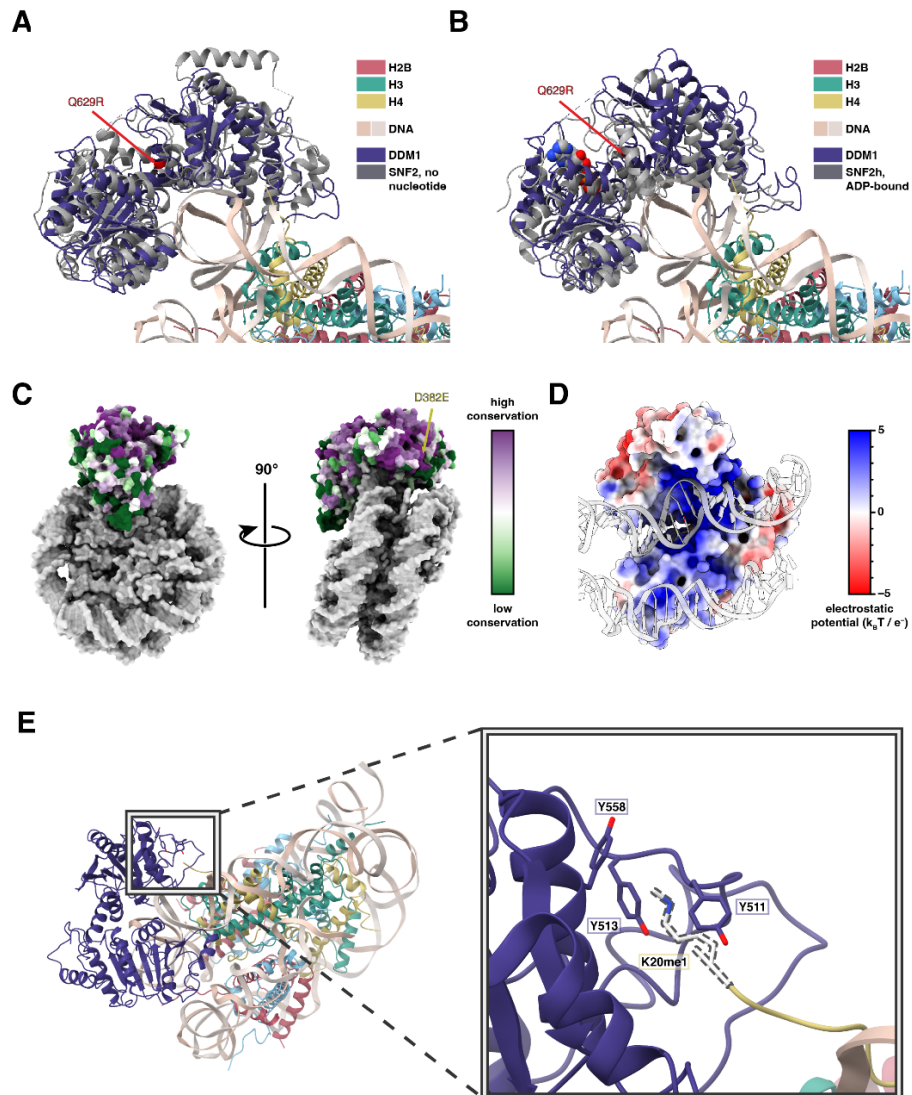 A
Q629R
H2B
H3
H4
DNA
DDM1
SNF2, no
nucleotide
B
Q629R
H2B
H3
H4
DNA
DDM1
SNF2h,
ADP-bound
C
90°
D382E
high
conservation
low
conservation
D
5
0
−5
electrostatic
potential (kBT / e-)
E
Y558
Y513
Y511
K20me1